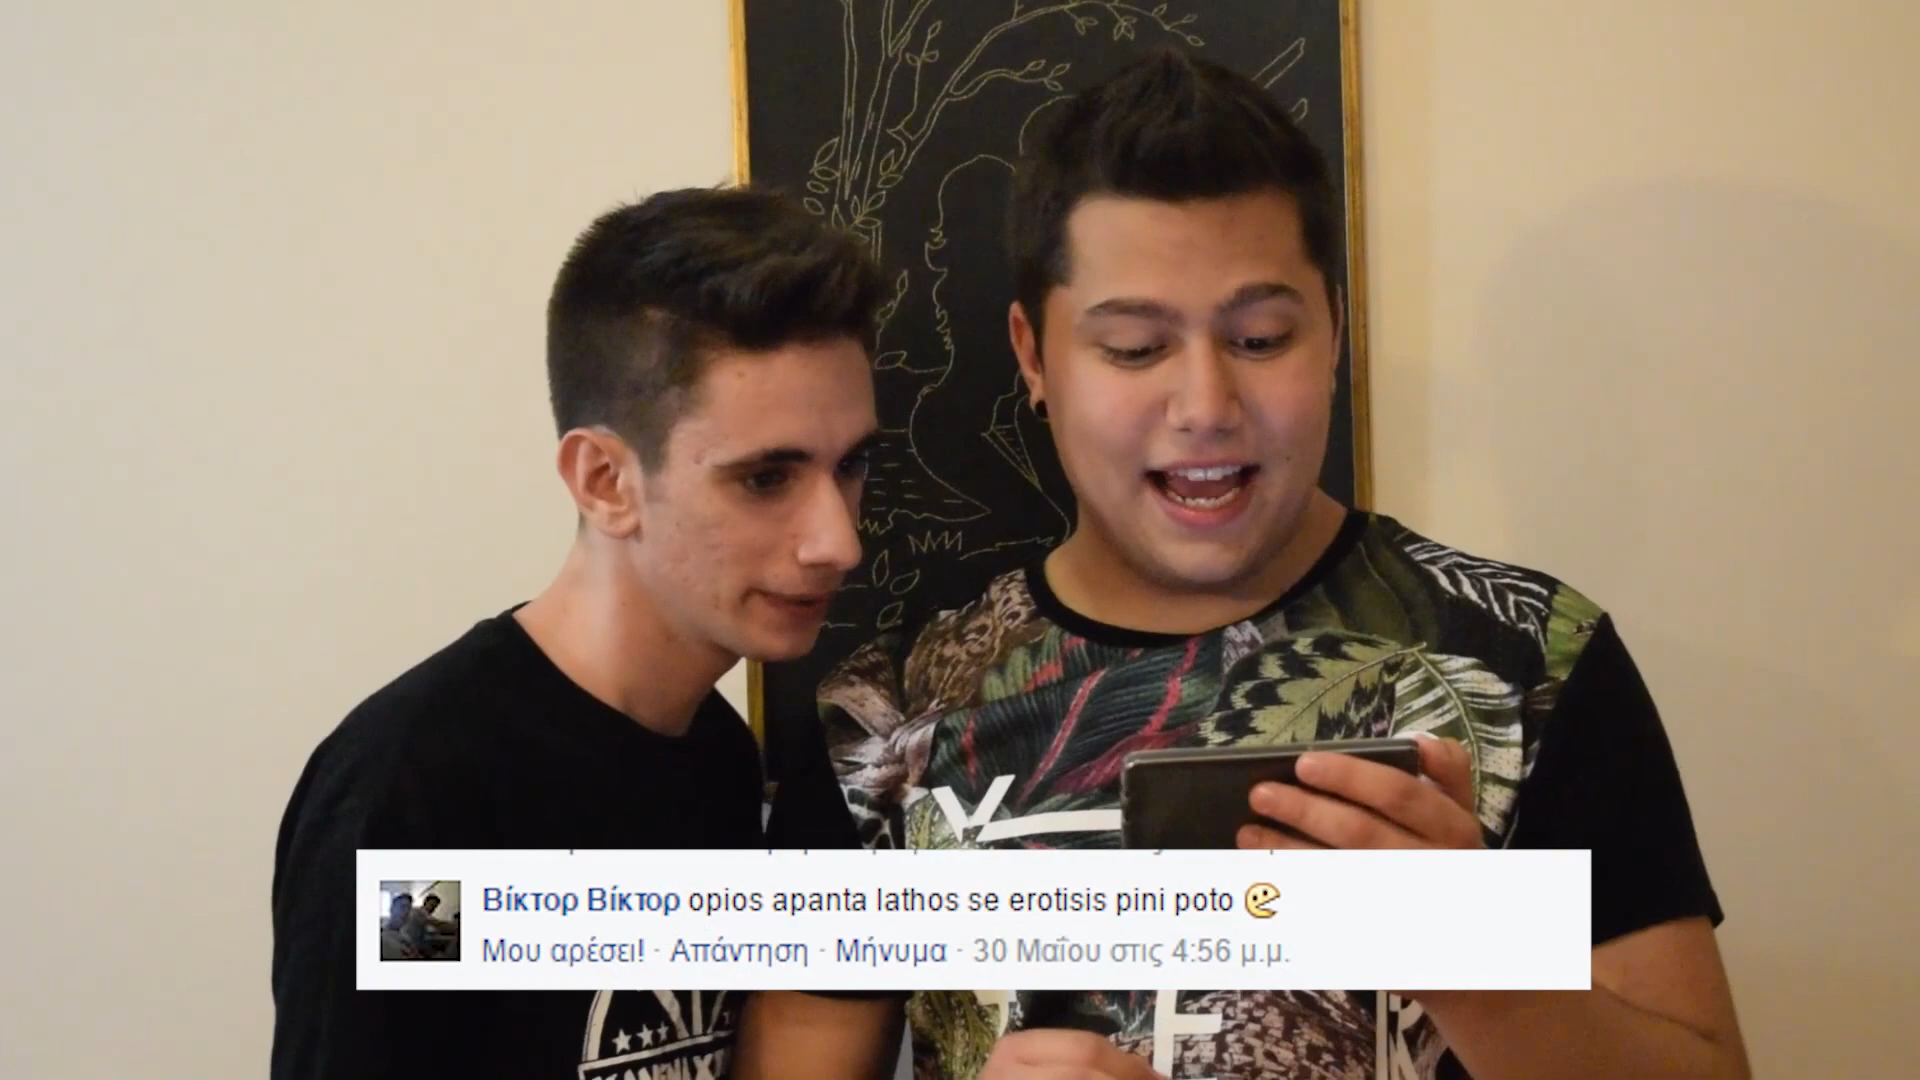 Βίκτορ Βίκτορ opios apanta lathos se erotisis pini poto
Μου αρέσει! · Απάντηση · Μήνυμα · 30 Μαΐου στις 4:56 μ.μ.